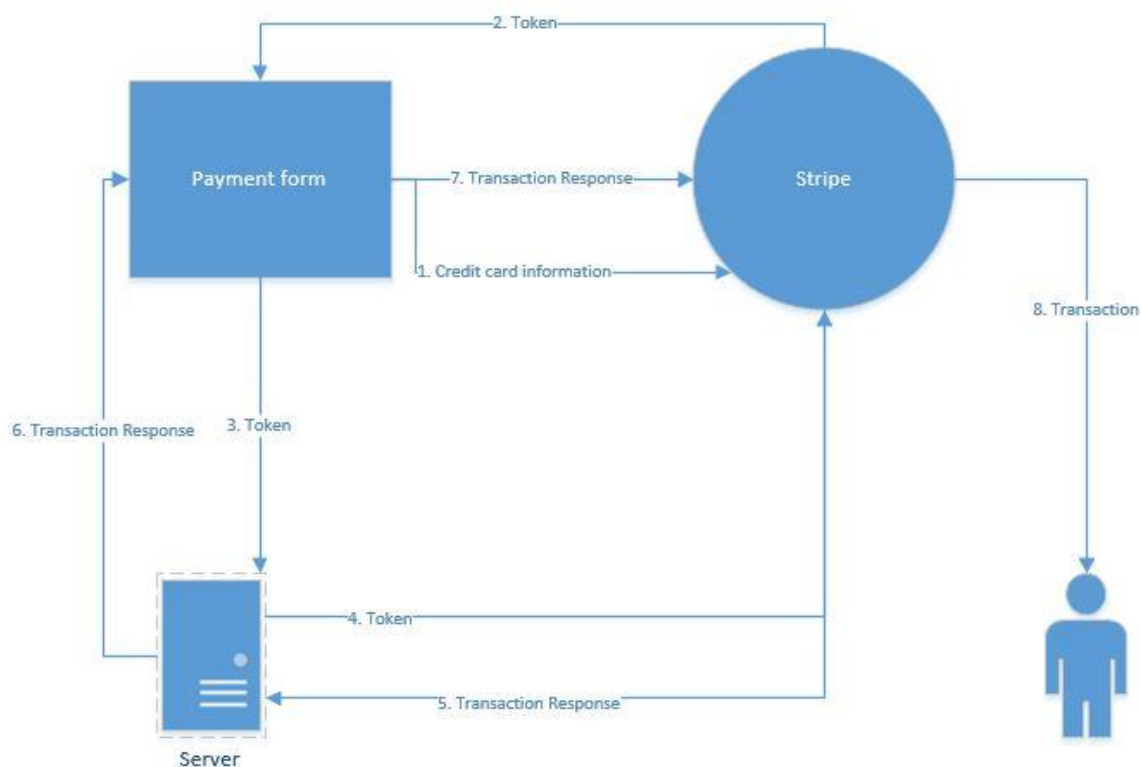 2. Token
Payment form
7. Transaction Response
Stripe
1. Credit card information
8. Transaction
6. Transaction Response
3. Token
4. Token
5. Transaction Response
Server